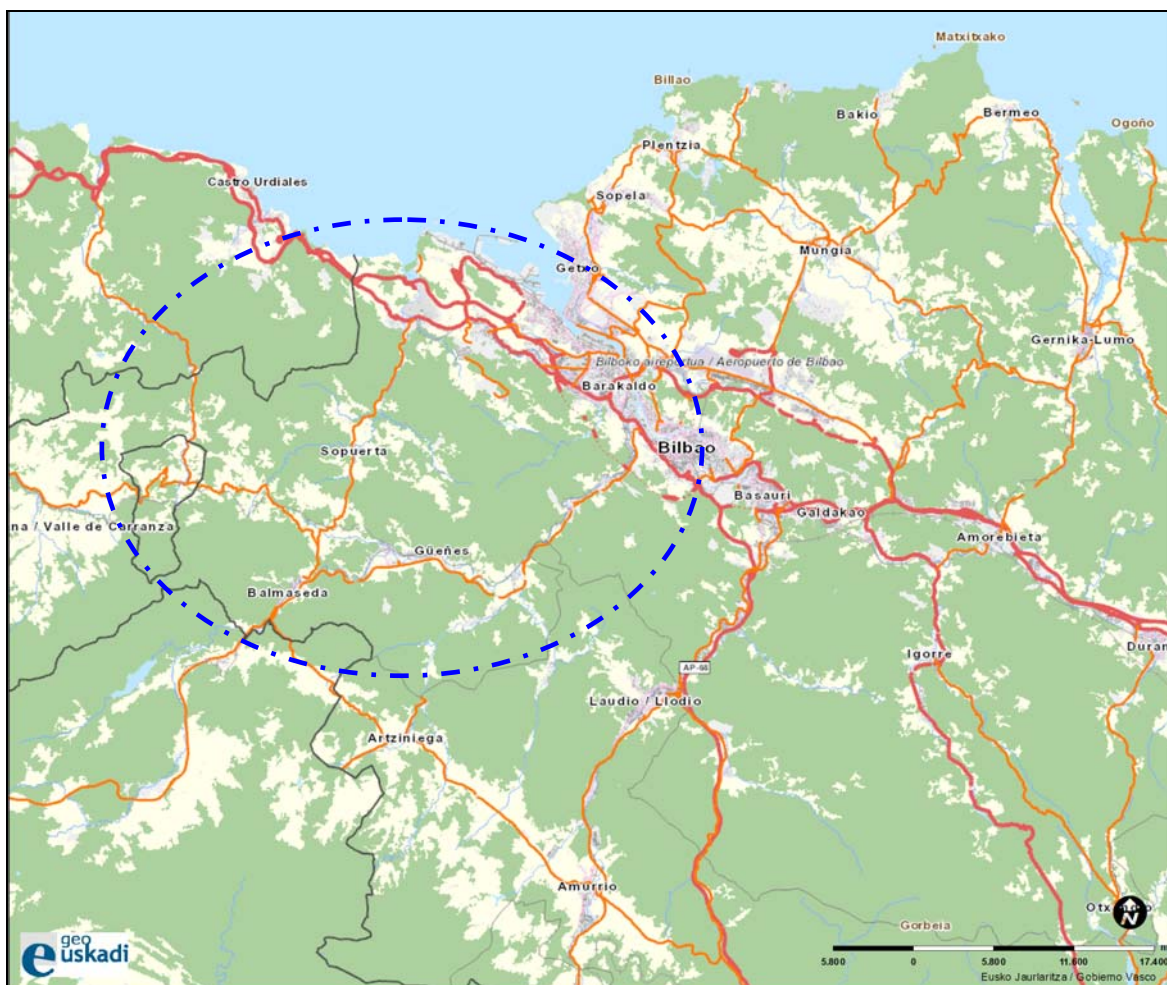 Matxitxako
Billao
Bakio
Bermeo
Ogoño
Plentzia
Castro Urdiales
Sopela
Mungia
Getxo
Gernika-Lumo
Bilboko aireportua / Aeropuerto de Bilbao
Barakaldo
Sopuerta
Bilbao
Basauri
Galdakao
na / Valle de Carranza
Amorebieta
Güeñes
Balmaseda
Igorre
Duran
AP-68
Laudio / Llodio
Artziniega
Amurrio
Gorbeia
N
geo
euskadi
5.800 0 5.800 11.600 17.400
m
Eusko Jaurlaritza / Gobierno Vasco